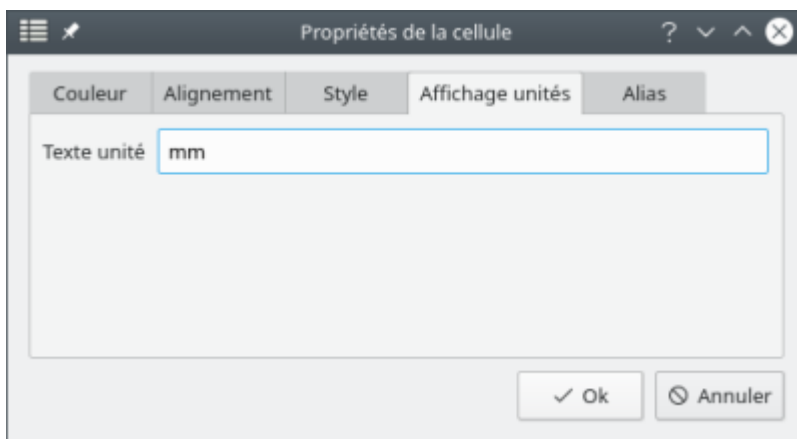 Propriétés de la cellule
Couleur Alignement Style Affichage unités Alias
Texte unité mm
Ok Annuler